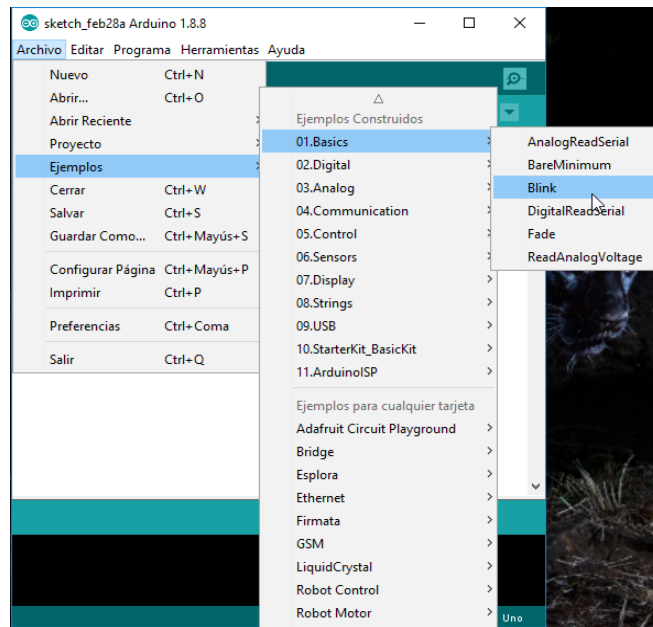 sketch_feb28a Arduino 1.8.8
Archivo Editar Programa Herramientas Ayuda
Nuevo Ctrl+N
Abrir... Ctrl+O
Abrir Reciente
Proyecto
Ejemplos
Cerrar Ctrl+W
Salvar Ctrl+S
Guardar Como... Ctrl+Mayús+S
Configurar Página Ctrl+Mayús+P
Imprimir Ctrl+P
Preferencias Ctrl+Coma
Salir Ctrl+Q
Ejemplos Construidos
01.Basics
02.Digital
03.Analog
04.Communication
05.Control
06.Sensors
07.Display
08.Strings
09.USB
10.StarterKit_BasicKit
11.ArduinoISP
Ejemplos para cualquier tarjeta
Adafruit Circuit Playground
Bridge
Esplora
Ethernet
Firmata
GSM
LiquidCrystal
Robot Control
Robot Motor
AnalogReadSerial
BareMinimum
Blink
DigitalReadSerial
Fade
ReadAnalogVoltage
Uno